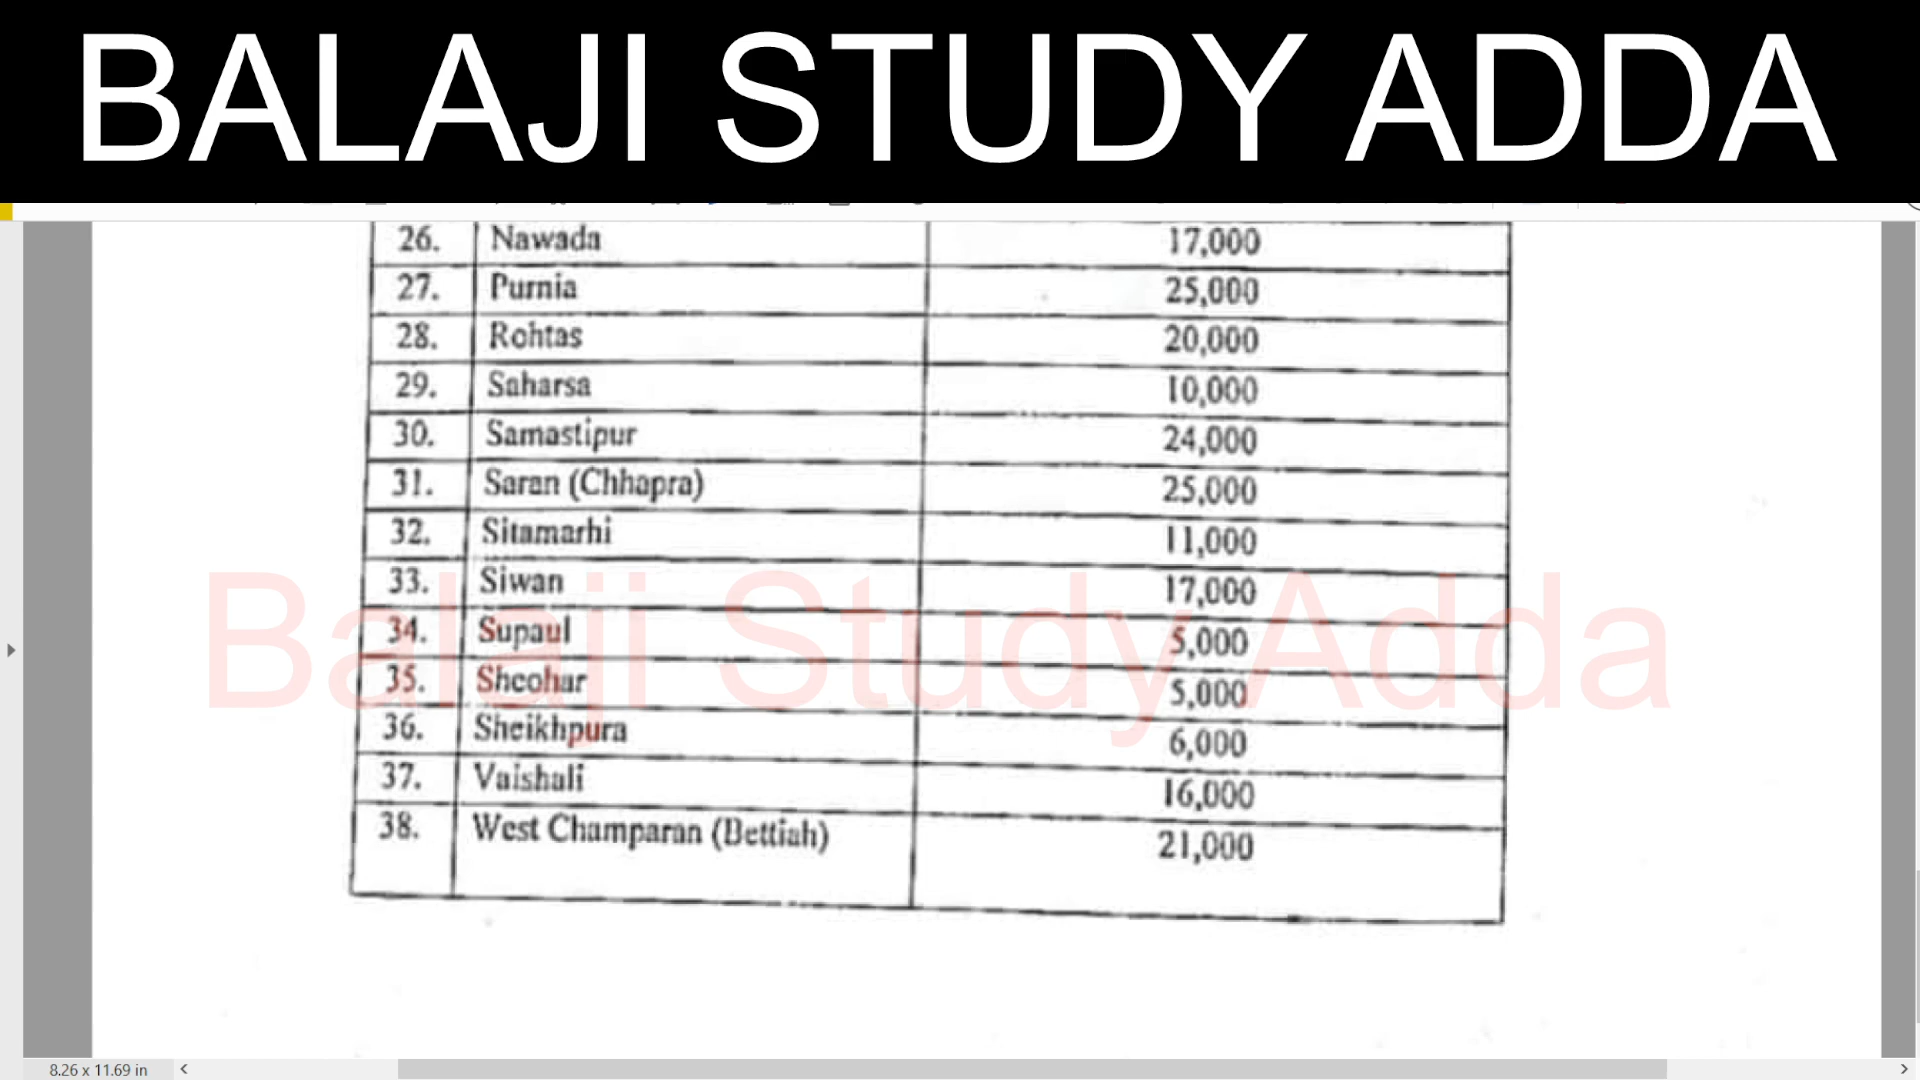 BALAJI STUDY ADDA
26. Nawada 17,000
27. Purnia 25,000
28. Rohtas 20,000
29. Saharsa 10,000
30. Samastipur 24,000
31. Saran (Chhapra) 25,000
32. Sitamarhi 11,000
33. Siwan 17,000
Balaji Study Adda
34. Supaul 5,000
35. Sheohar 5,000
36. Sheikhpura 6,000
37. Vaishali 16,000
38. West Champaran (Bettiah) 21,000
8.26 x 11.69 in